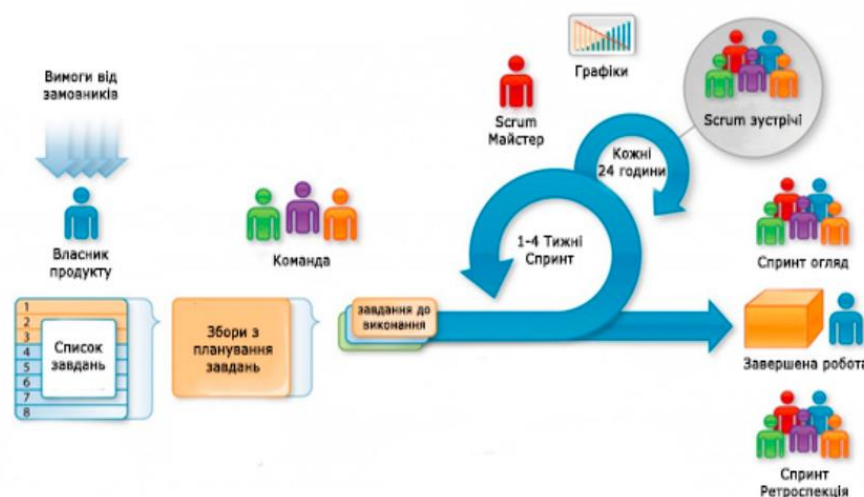 Вимоги від
замовників
Власник
продукту
1
2
3
4
5
6
7
8
Список
завдань
Команда
Збори з
планування
завдань
завдання до
виконання
Scrum
Майстер
Графіки
Кожні
24 години
Scrum зустрічі
1-4 Тижні
Спринт
Спринт огляд
Завершена робота
Спринт
Ретроспекція